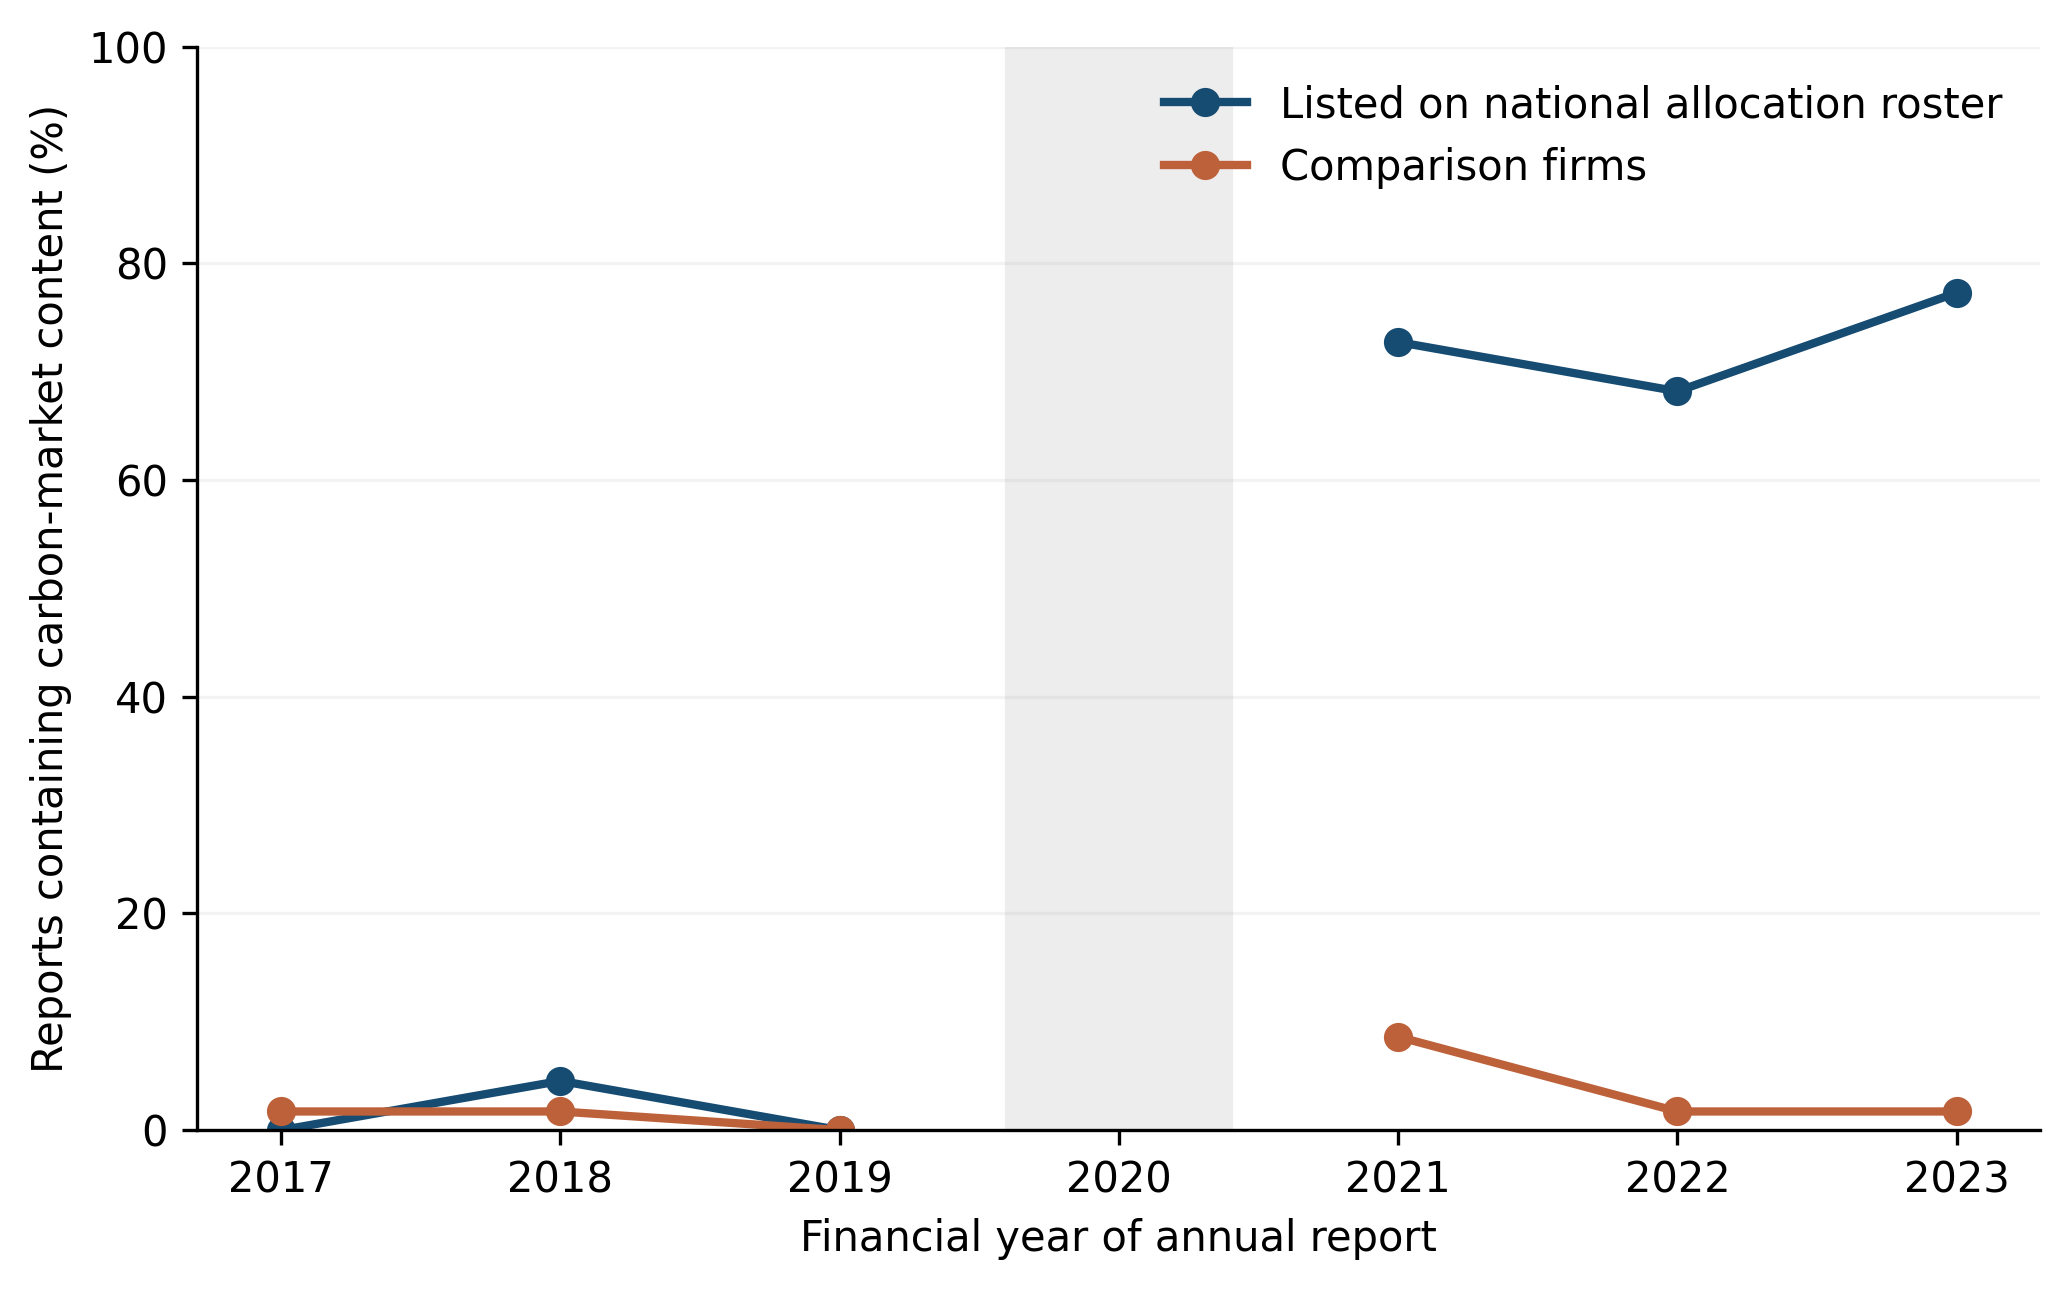 Reports containing carbon-market content (%)
100
80
60
40
20
0
Listed on national allocation roster
Comparison firms
2017 2018 2019 2020 2021 2022 2023
Financial year of annual report